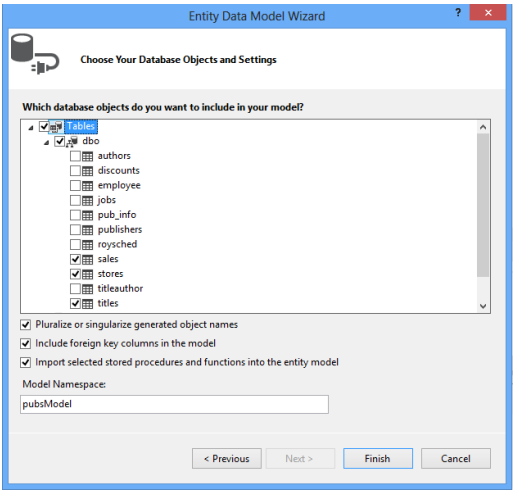 Entity Data Model Wizard
?
×
Choose Your Database Objects and Settings
Which database objects do you want to include in your model?
Tables
dbo
authors
discounts
employee
jobs
pub_info
publishers
roysched
sales
stores
titleauthor
titles
Pluralize or singularize generated object names
Include foreign key columns in the model
Import selected stored procedures and functions into the entity model
Model Namespace:
pubsModel
< Previous Next > Finish Cancel